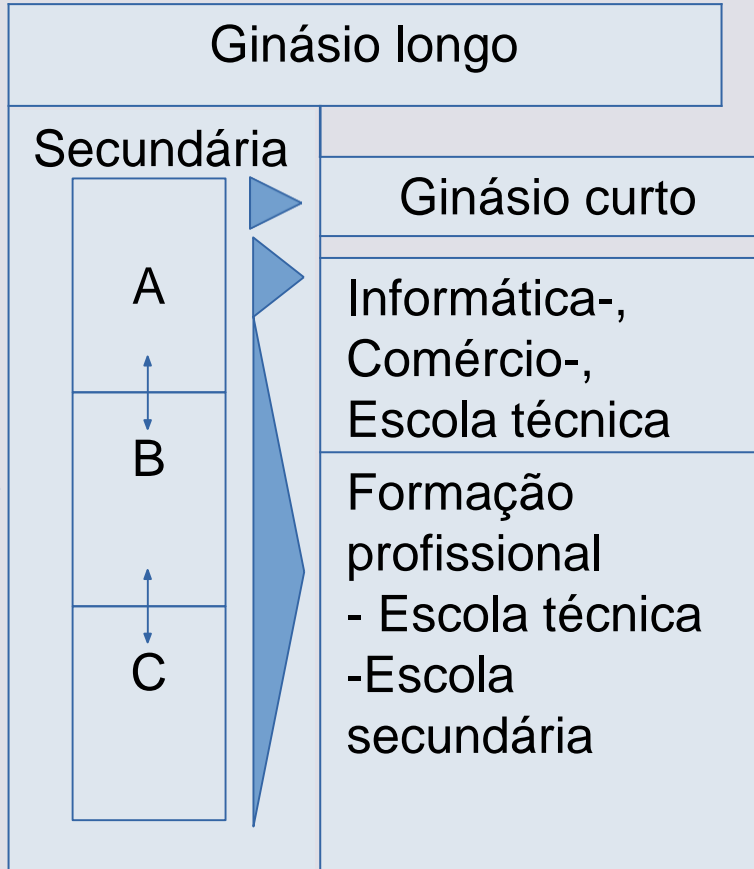 Ginásio longo
Secundária
A
B
C
Ginásio curto
Informática-,
Comércio-,
Escola técnica
Formação
profissional
- Escola técnica
-Escola
secundária